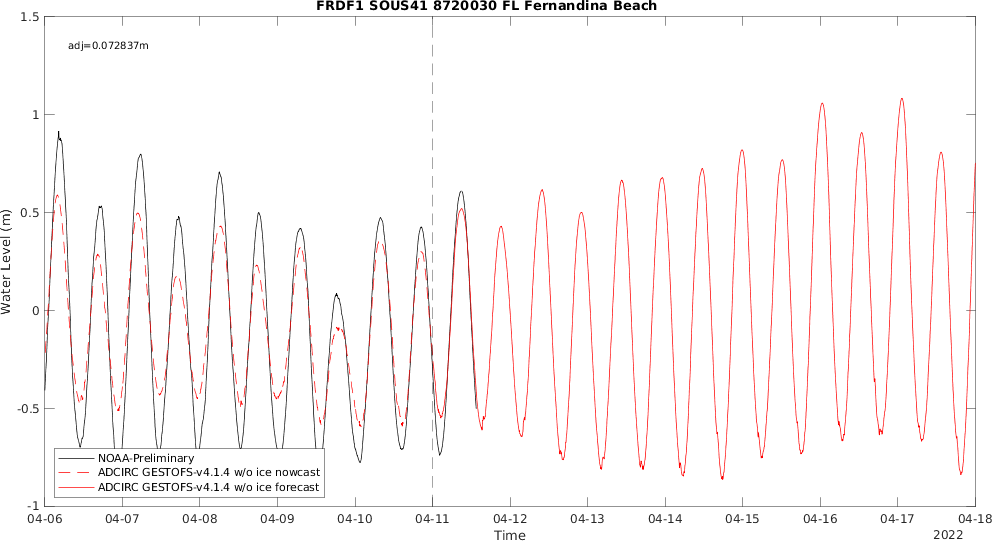 FRDF1 SOUS41 8720030 FL Fernandina Beach
adj=0.072837m
1.5
1
0.5
0
-0.5
-1
Water Level (m)
NOAA-Preliminary
ADCIRC GESTOFS-v4.1.4 w/o ice nowcast
ADCIRC GESTOFS-v4.1.4 w/o ice forecast
04-06 04-07 04-08 04-09 04-10 04-11 04-12 04-13 04-14 04-15 04-16 04-17 04-18
Time
2022